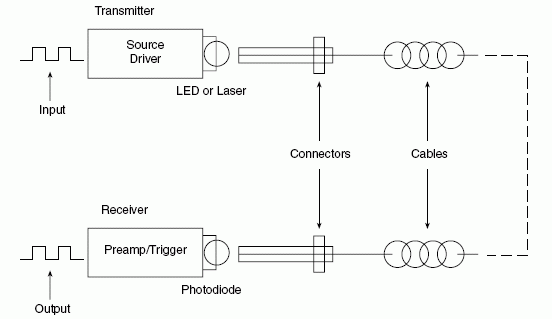 Transmitter
Source
Driver
LED or Laser
Input
Connectors
Cables
Receiver
Preamp/Trigger
Photodiode
Output